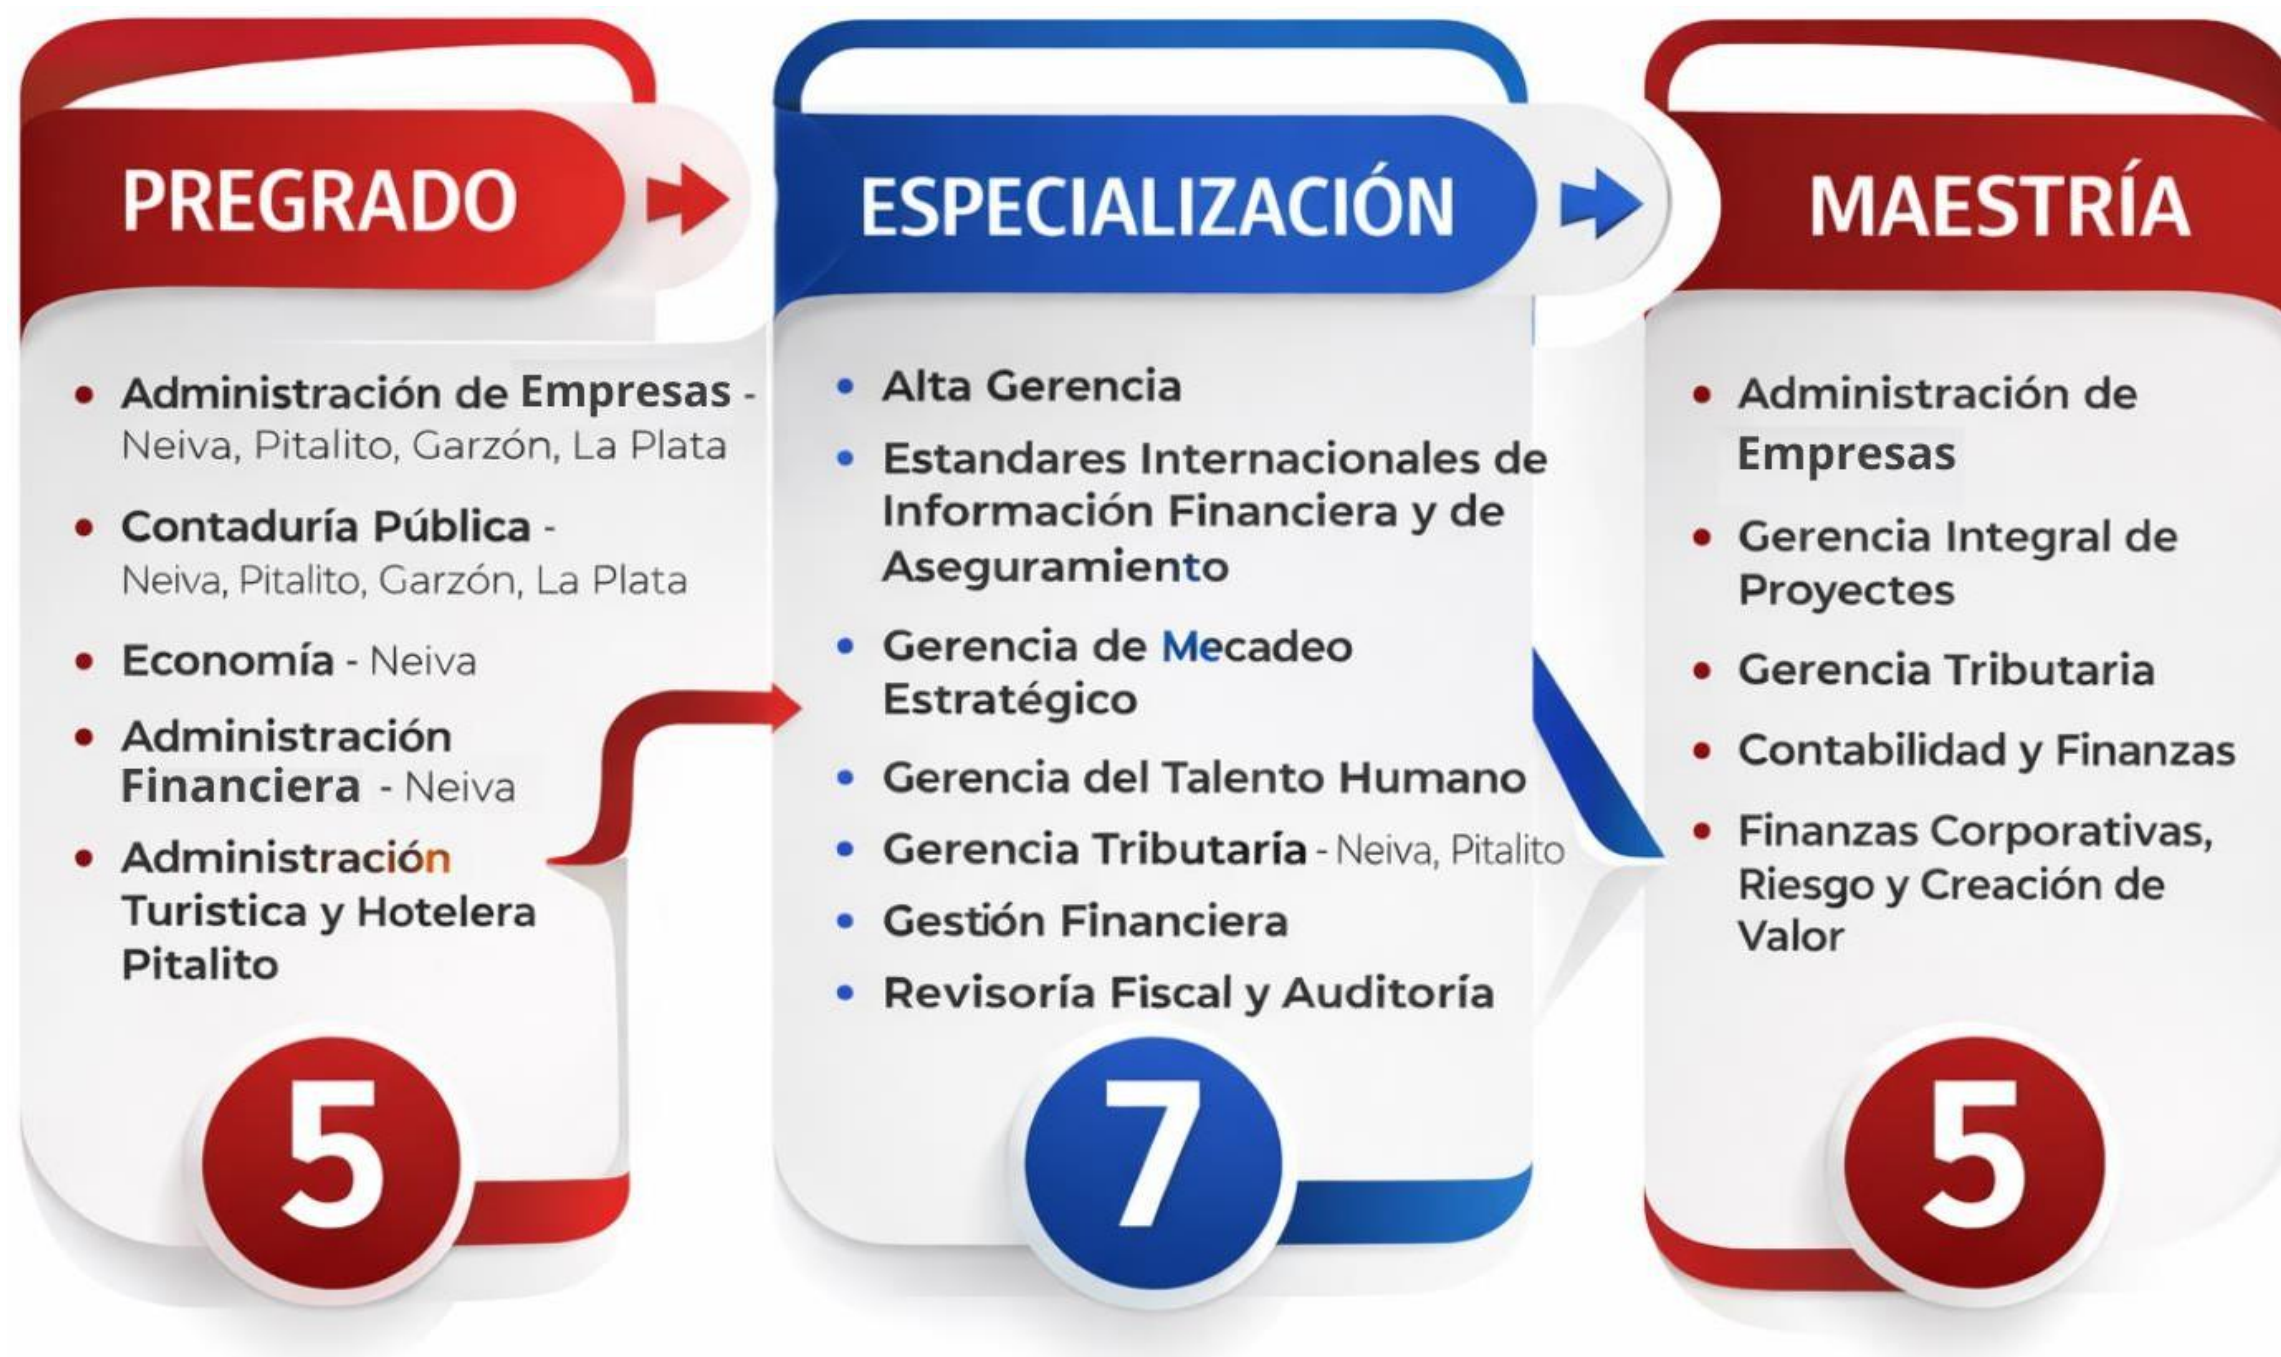 PREGRADO
• Administración de Empresas -
Neiva, Pitalito, Garzón, La Plata
• Contaduría Pública -
Neiva, Pitalito, Garzón, La Plata
• Economía - Neiva
• Administración
Financiera - Neiva
• Administración
Turistica y Hotelera
Pitalito
5
ESPECIALIZACIÓN
• Alta Gerencia
• Estandares Internacionales de
Información Financiera y de
Aseguramiento
• Gerencia de Mecadeo
Estratégico
• Gerencia del Talento Humano
• Gerencia Tributaría - Neiva, Pitalito
• Gestión Financiera
• Revisoría Fiscal y Auditoría
7
MAESTRÍA
• Administración de
Empresas
• Gerencia Integral de
Proyectes
• Gerencia Tributaria
• Contabilidad y Finanzas
• Finanzas Corporativas,
Riesgo y Creación de
Valor
5